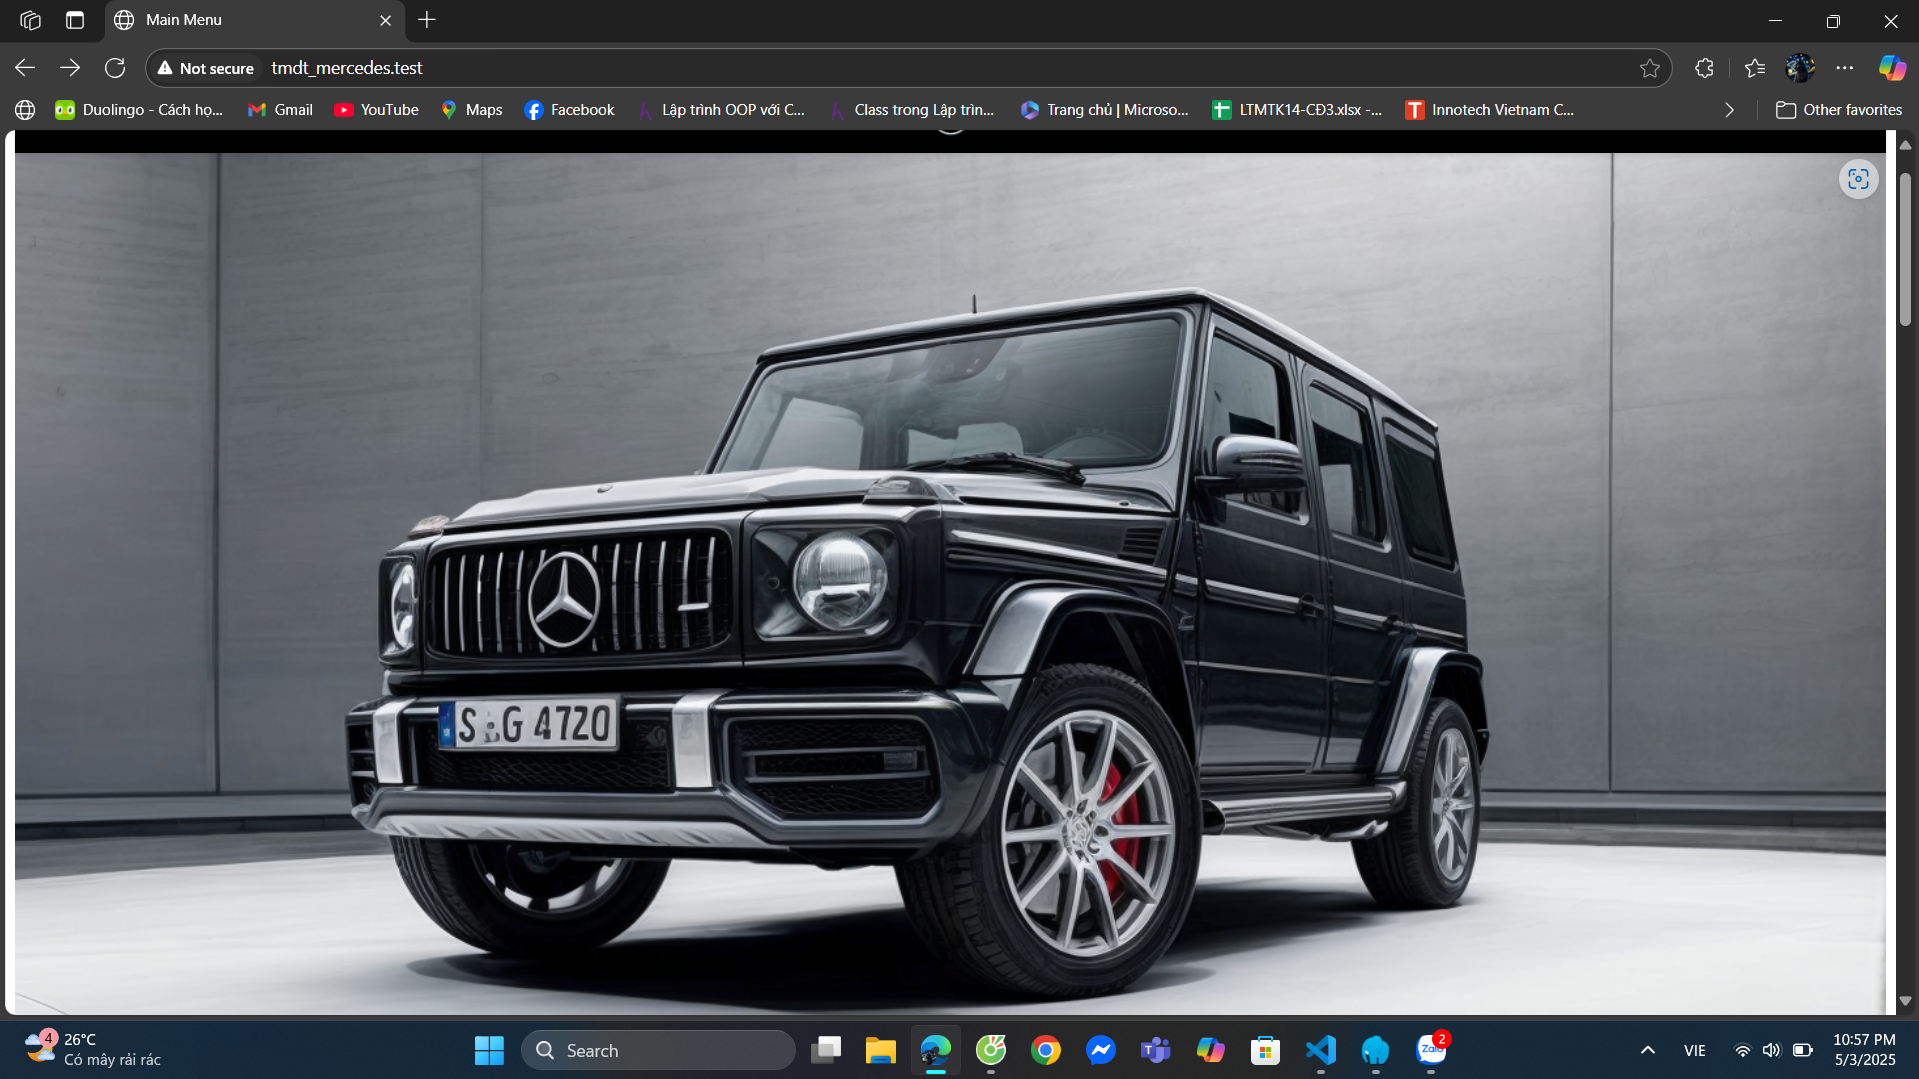 Main Menu
Not secure
tmdt_mercedes.test
Duolingo - Cách họ...
Gmail
YouTube
Maps
Facebook
Lập trình OOP với C...
Class trong Lập trìn...
Trang chủ | Microso...
LTMTK14-CĐ3.xlsx -...
Innotech Vietnam C...
Other favorites
S G 4720
4
26°C
Có mây rải rác
Search
Zalo
2
VIE
10:57 PM
5/3/2025